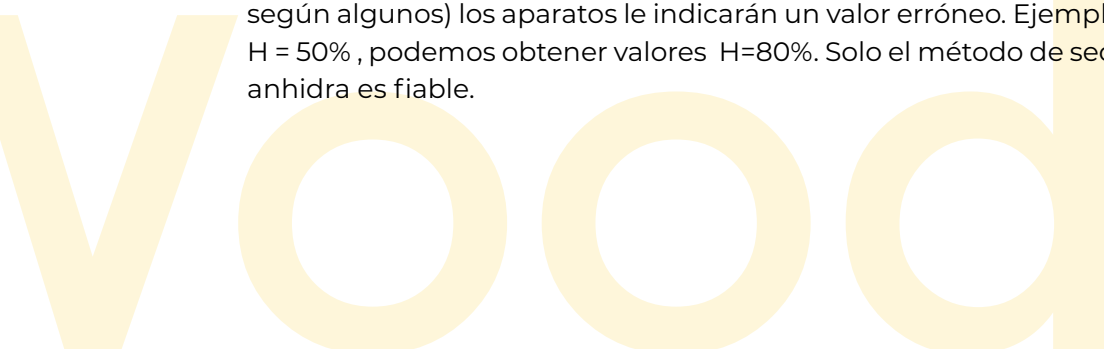 según algunos) los aparatos le indicarán un valor erróneo. Ejempl
H = 50% , podemos obtener valores H=80%. Solo el método de sec
anhidra es fiable.
Wood